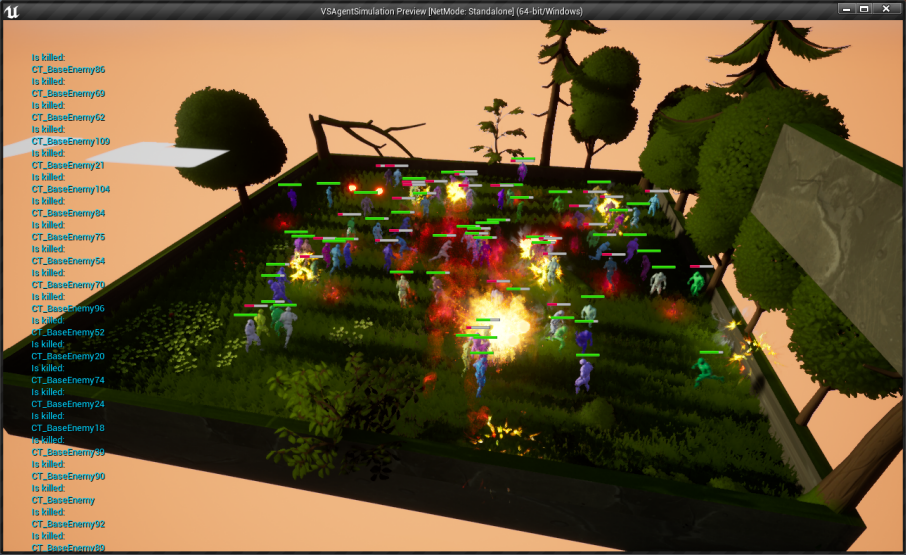 VSAgentSimulation Preview [NetMode: Standalone] (64-bit/Windows)
Is killed:
CT_BaseEnemy86
Is killed:
CT_BaseEnemy69
Is killed:
CT_BaseEnemy62
Is killed:
CT_BaseEnemy109
Is killed:
CT_BaseEnemy21
Is killed:
CT_BaseEnemy104
Is killed:
CT_BaseEnemy84
Is killed:
CT_BaseEnemy75
Is killed:
CT_BaseEnemy54
Is killed:
CT_BaseEnemy70
Is killed:
CT_BaseEnemy96
Is killed:
CT_BaseEnemy52
Is killed:
CT_BaseEnemy20
Is killed:
CT_BaseEnemy74
Is killed:
CT_BaseEnemy24
Is killed:
CT_BaseEnemy18
Is killed:
Is killed:
CT_BaseEnemy90
Is killed:
CT_BaseEnemy
Is killed:
CT_BaseEnemy92
Is killed: